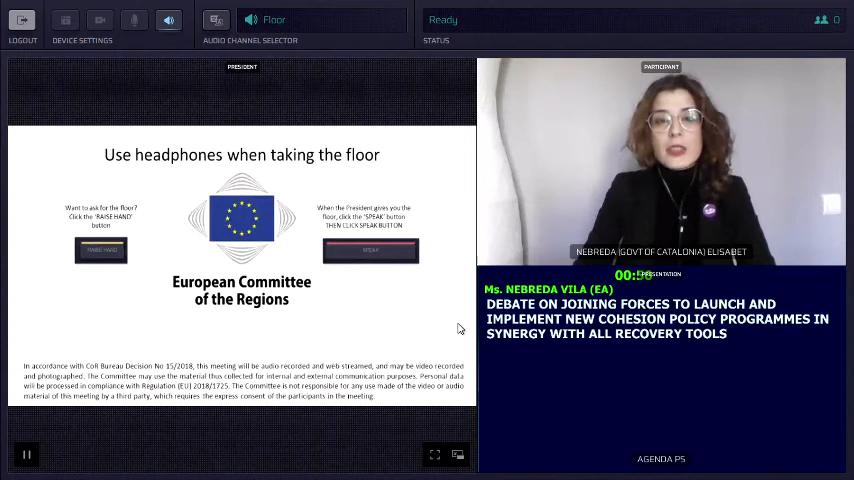 Floor
Ready
0
LOGOUT
DEVICE SETTINGS
AUDIO CHANNEL SELECTOR
STATUS
PRESIDENT
PARTICIPANT
Use headphones when taking the floor
Want to ask for the floor?
Click the 'RAISE HAND'
button
RAISE HAND
When the President gives you the
floor, click the 'SPEAK' button
THEN CLICK SPEAK BUTTON
SPEAK
European Committee
of the Regions
In accordance with CoR Bureau Decision No 15/2018, this meeting will be audio recorded and web streamed, and may be video recorded
and photographed. The Committee may use the material thus collected for internal and external communication purposes. Personal data
will be processed in compliance with Regulation (EU) 2018/1725. The Committee is not responsible for any use made of the video or audio
material of this meeting by a third party, which requires the express consent of the participants in the meeting.
NEBREDA (GOVT OF CATALONIA) ELISABET
PRESENTATION
Ms. NEBREDA VILA (EA)
DEBATE ON JOINING FORCES TO LAUNCH AND
IMPLEMENT NEW COHESION POLICY PROGRAMMES IN
SYNERGY WITH ALL RECOVERY TOOLS
AGENDA PS